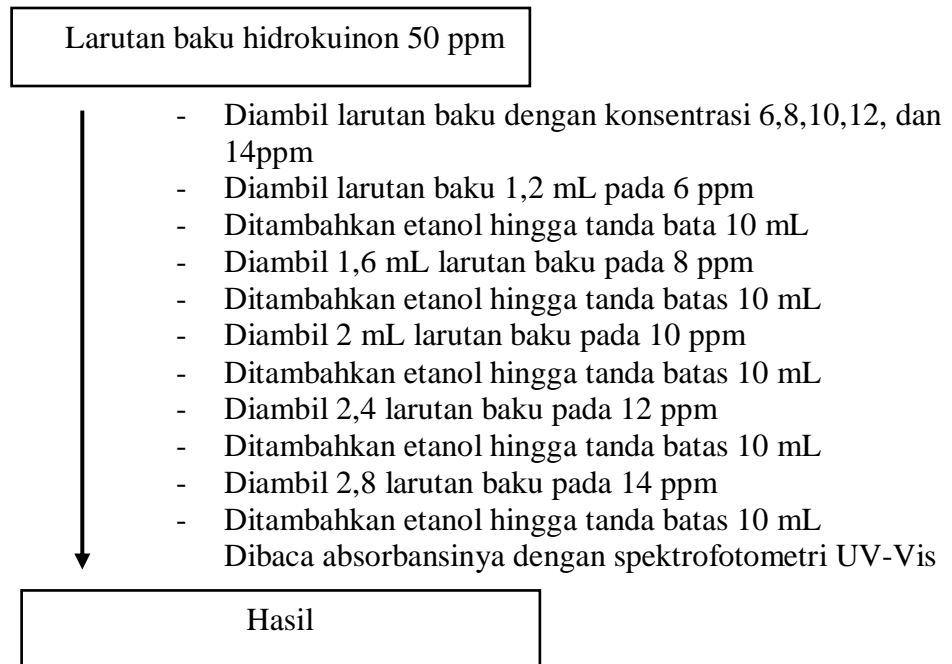 Larutan baku hidrokuinon 50 ppm
- Diambil larutan baku dengan konsentrasi 6,8,10,12, dan
14ppm
- Diambil larutan baku 1,2 mL pada 6 ppm
- Ditambahkan etanol hingga tanda bata 10 mL
- Diambil 1,6 mL larutan baku pada 8 ppm
- Ditambahkan etanol hingga tanda batas 10 mL
- Diambil 2 mL larutan baku pada 10 ppm
- Ditambahkan etanol hingga tanda batas 10 mL
- Diambil 2,4 larutan baku pada 12 ppm
- Ditambahkan etanol hingga tanda batas 10 mL
- Diambil 2,8 larutan baku pada 14 ppm
- Ditambahkan etanol hingga tanda batas 10 mL
Dibaca absorbansinya dengan spektrofotometri UV-Vis
Hasil